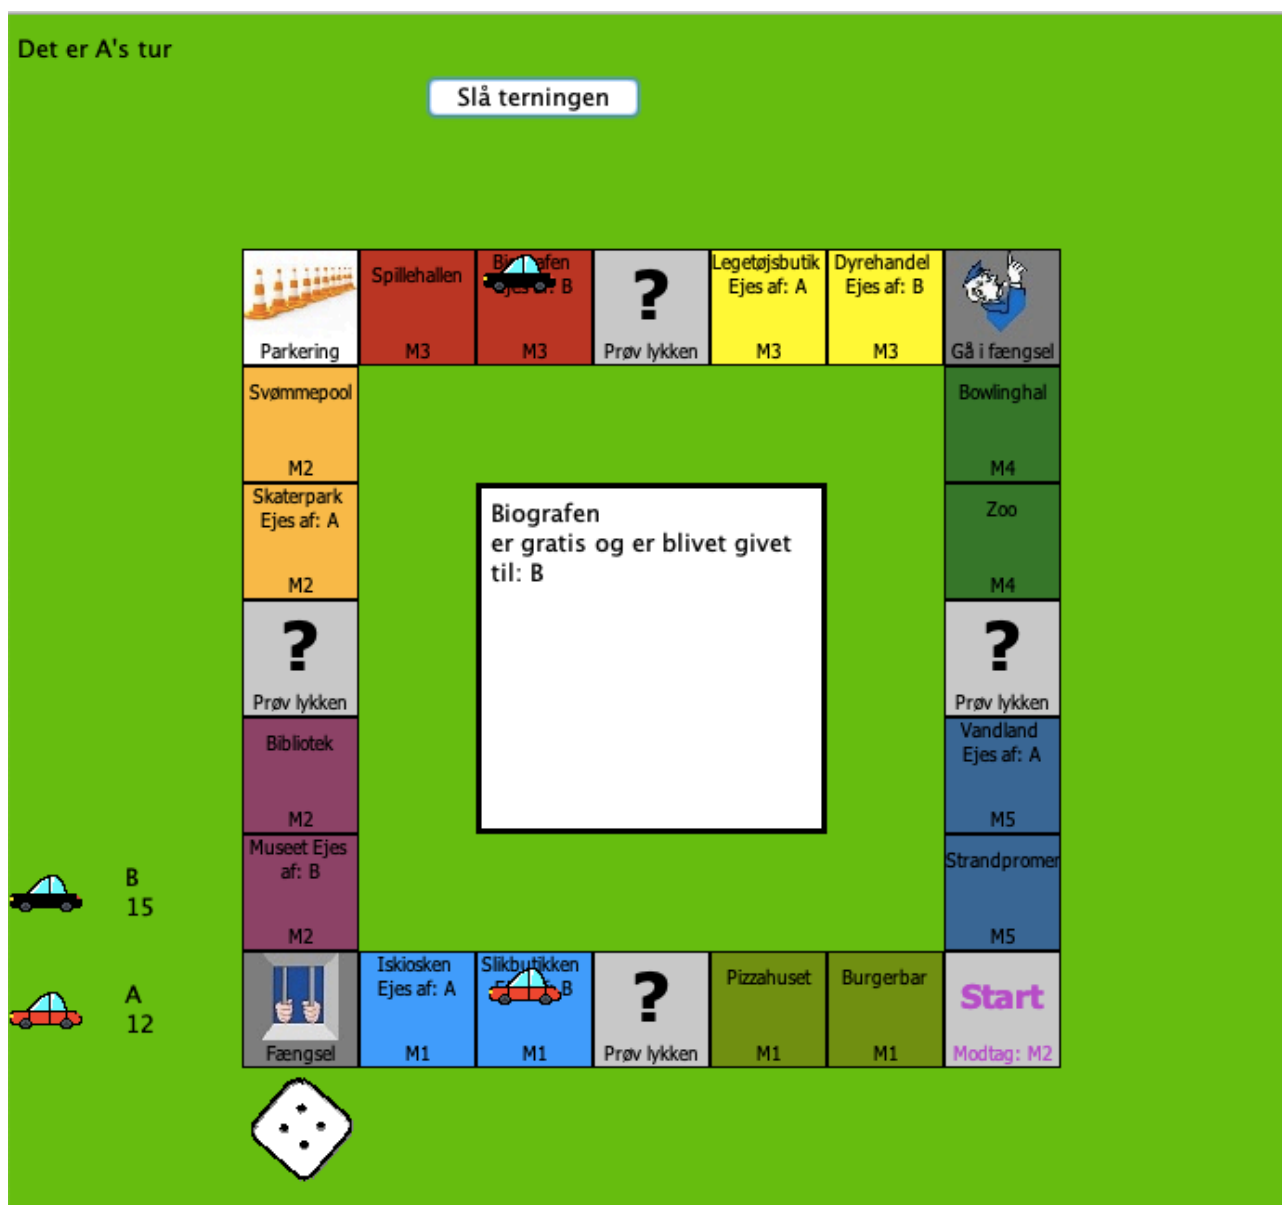 Det er A's tur
Slå terningen
Parkering
Spillehallen
M3
Ejes af: B
M3
?
Prøv lykken
Legetøjsbutik
Ejes af: A
M3
Dyrehandel
Ejes af: B
M3
Gå i fængsel
Svømmepool
M2
Bowlinghal
M4
Skaterpark
Ejes af: A
M2
Biografen
er gratis og er blivet givet
til: B
Zoo
M4
?
Prøv lykken
?
Prøv lykken
Bibliotek
M2
Vandland
Ejes af: A
M5
Museet Ejes
af: B
M2
Strandpromer
M5
B
15
A
12
Fængsel
Iskiosken
Ejes af: A
M1
Slikbutikken
B
M1
?
Prøv lykken
Pizzahuset
M1
Burgerbar
M1
Start
Modtag: M2